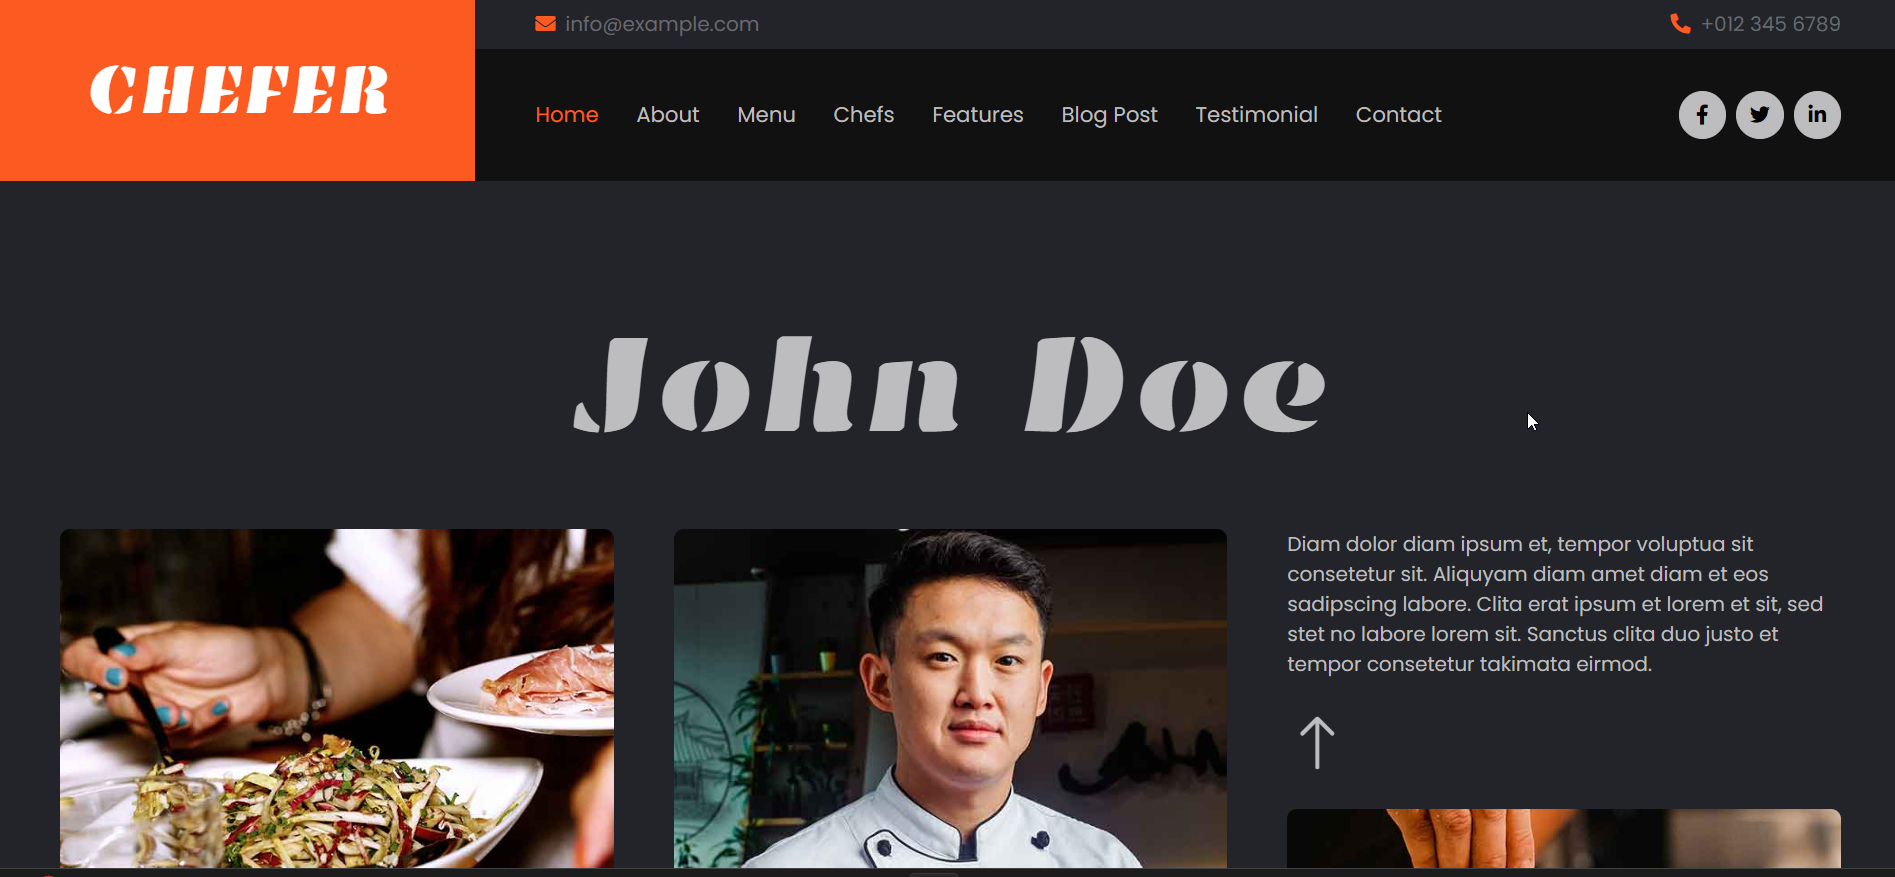 info@example.com
+012 345 6789
CHEFER
Home About Menu Chefs Features Blog Post Testimonial Contact
John Doe
Diam dolor diam ipsum et, tempor voluptua sit
consetetur sit. Aliquyam diam amet diam et eos
sadipscing labore. Clita erat ipsum et lorem et sit, sed
stet no labore lorem sit. Sanctus clita duo justo et
tempor consetetur takimata eirmod.